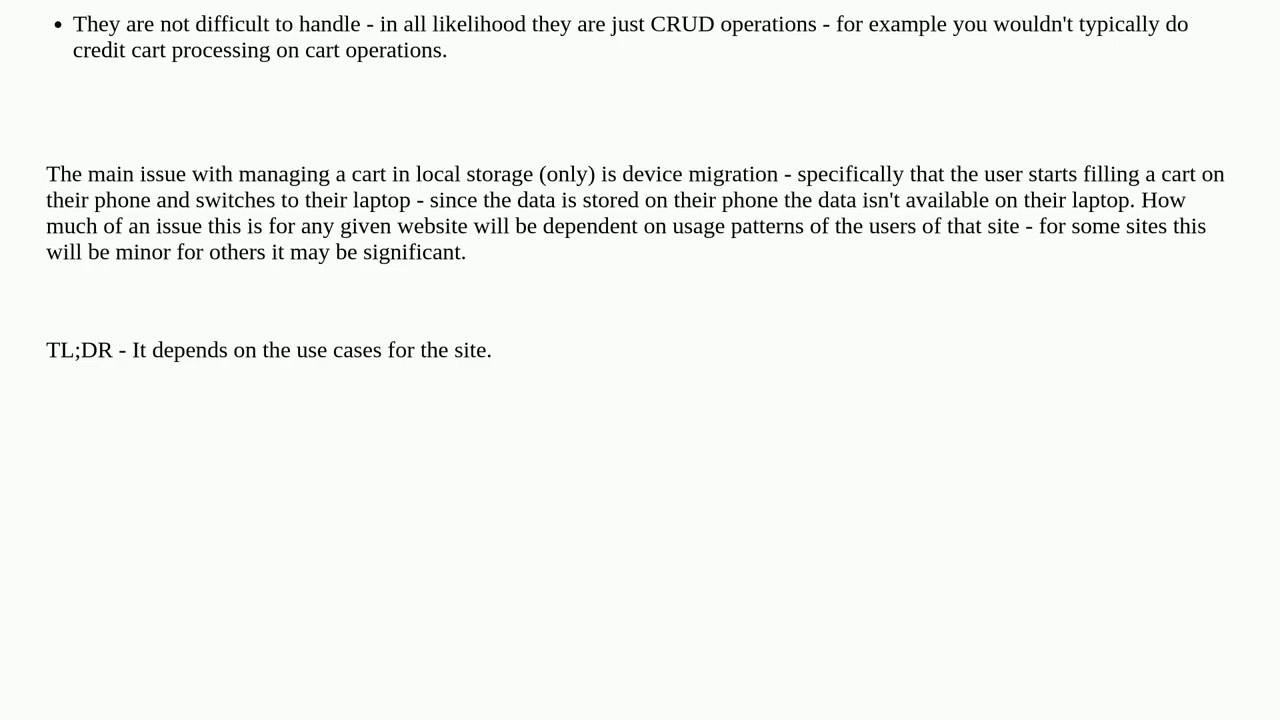 • They are not difficult to handle - in all likelihood they are just CRUD operations - for example you wouldn't typically do
credit cart processing on cart operations.
The main issue with managing a cart in local storage (only) is device migration - specifically that the user starts filling a cart on
their phone and switches to their laptop - since the data is stored on their phone the data isn't available on their laptop. How
much of an issue this is for any given website will be dependent on usage patterns of the users of that site - for some sites this
will be minor for others it may be significant.
TL;DR - It depends on the use cases for the site.